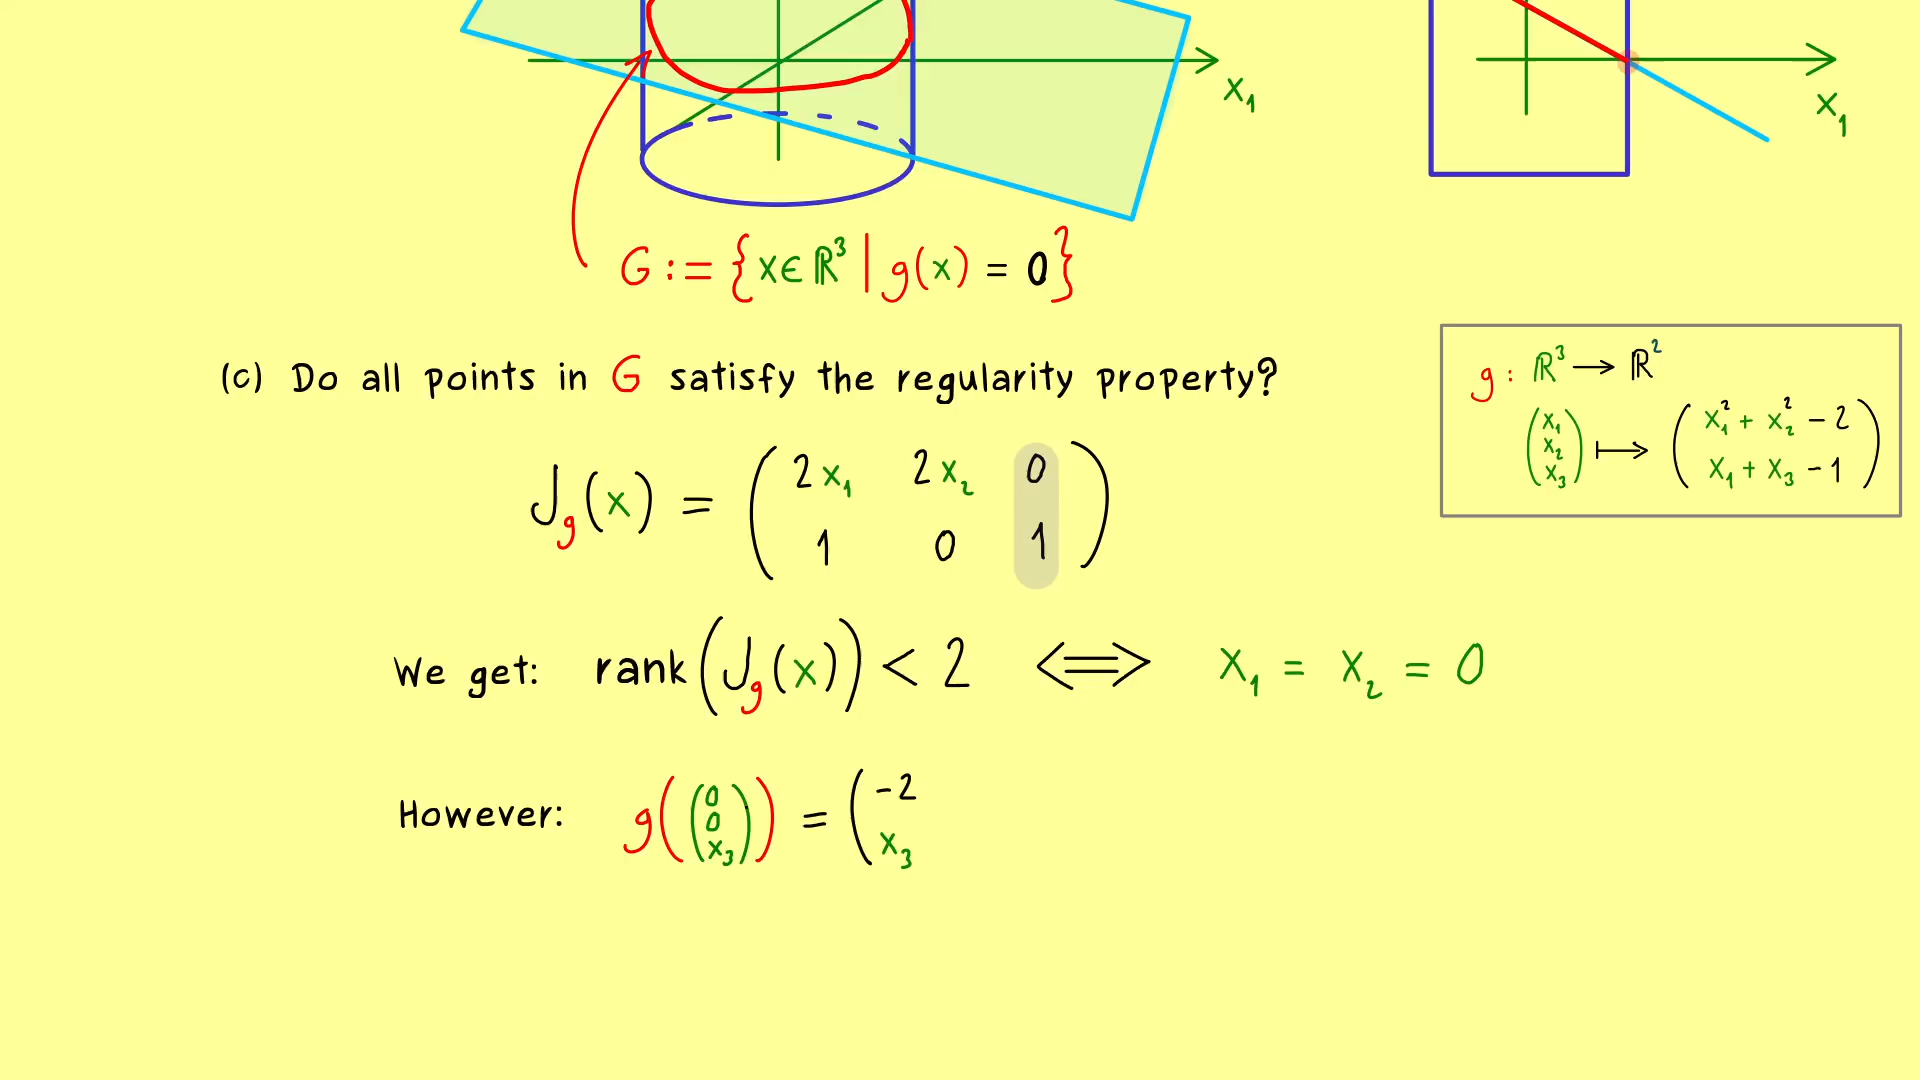 x₁
x₁
G := {x∈ℝ³ | g(x) = 0}
(c) Do all points in G satisfy the regularity property?
g : ℝ³ ⟶ ℝ²
(x₁ x₂ x₃) ⟼ (x₁² + x₂² − 2
x₁ + x₃ − 1)
J_g(x) = (2x₁ 2x₂ 0
1 0 1)
We get: rank(J_g(x)) < 2 ⟺ x₁ = x₂ = 0
However: g((0 0 x₃)) = (-2
x₃